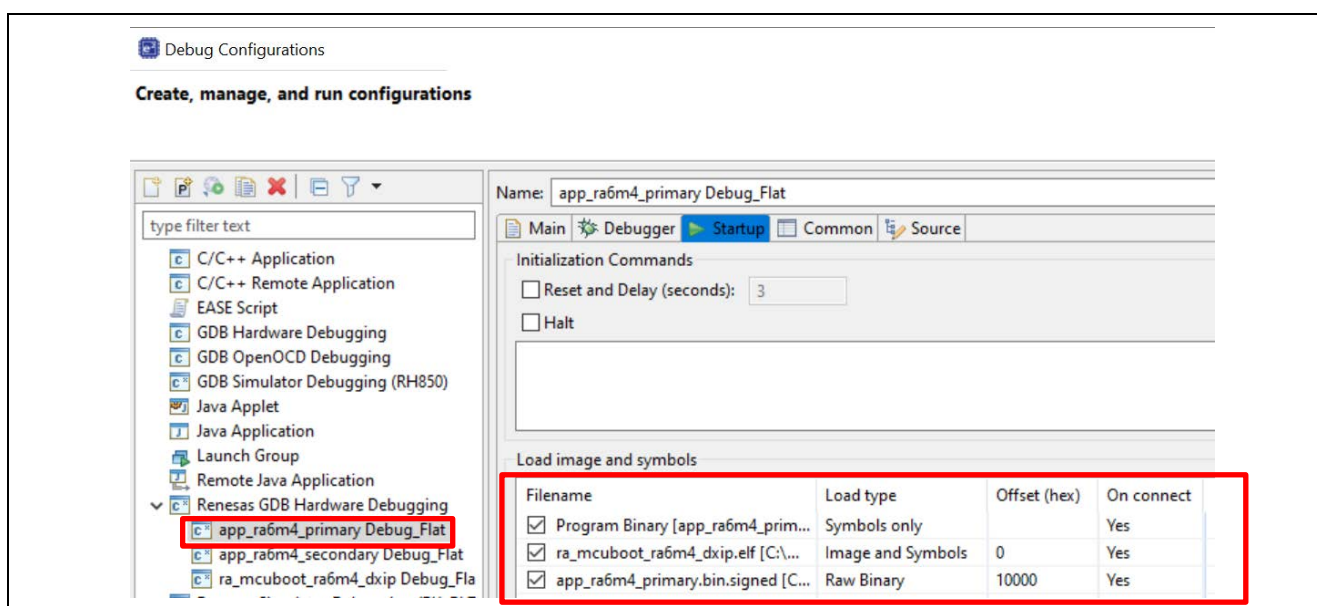 Debug Configurations
Create, manage, and run configurations
type filter text
C/C++ Application
C/C++ Remote Application
EASE Script
GDB Hardware Debugging
GDB OpenOCD Debugging
GDB Simulator Debugging (RH850)
Java Applet
Java Application
Launch Group
Remote Java Application
Renesas GDB Hardware Debugging
app_ra6m4_primary Debug_Flat
app_ra6m4_secondary Debug_Flat
ra_mcuboot_ra6m4_dxip Debug_Fla
Name: app_ra6m4_primary Debug_Flat
Main Debugger Startup Common Source
Initialization Commands
Reset and Delay (seconds): 3
Halt
Load image and symbols
Filename Load type Offset (hex) On connect
Program Binary [app_ra6m4_prim... Symbols only Yes
ra_mcuboot_ra6m4_dxip.elf [C:\... Image and Symbols 0 Yes
app_ra6m4_primary.bin.signed [C... Raw Binary 10000 Yes